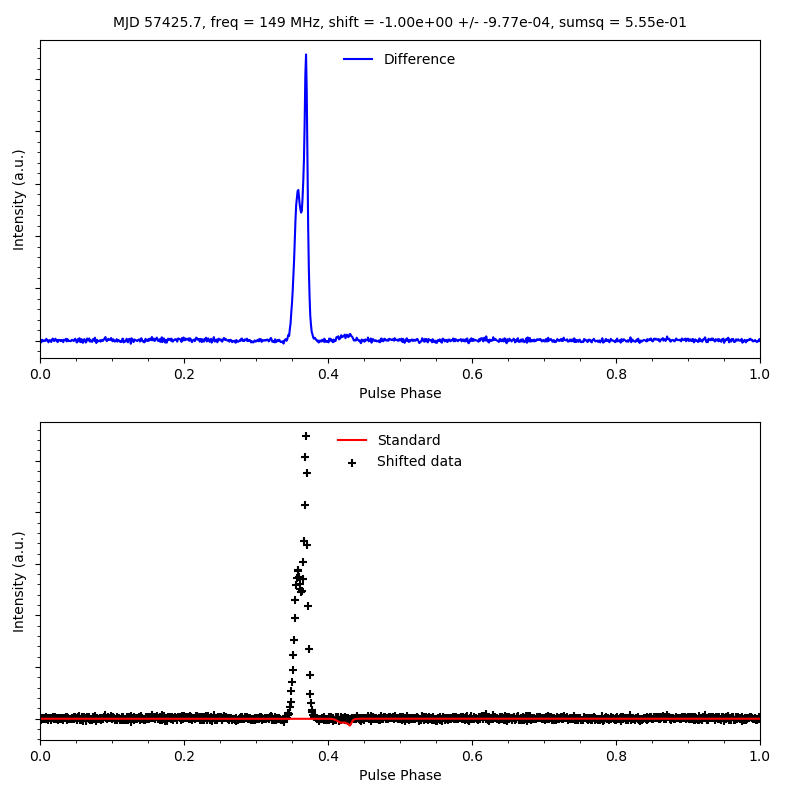 MJD 57425.7, freq = 149 MHz, shift = -1.00e+00 +/- -9.77e-04, sumsq = 5.55e-01
Difference
Intensity (a.u.)
0.0 0.2 0.4 0.6 0.8 1.0
Pulse Phase
Standard
Shifted data
Intensity (a.u.)
0.0 0.2 0.4 0.6 0.8 1.0
Pulse Phase